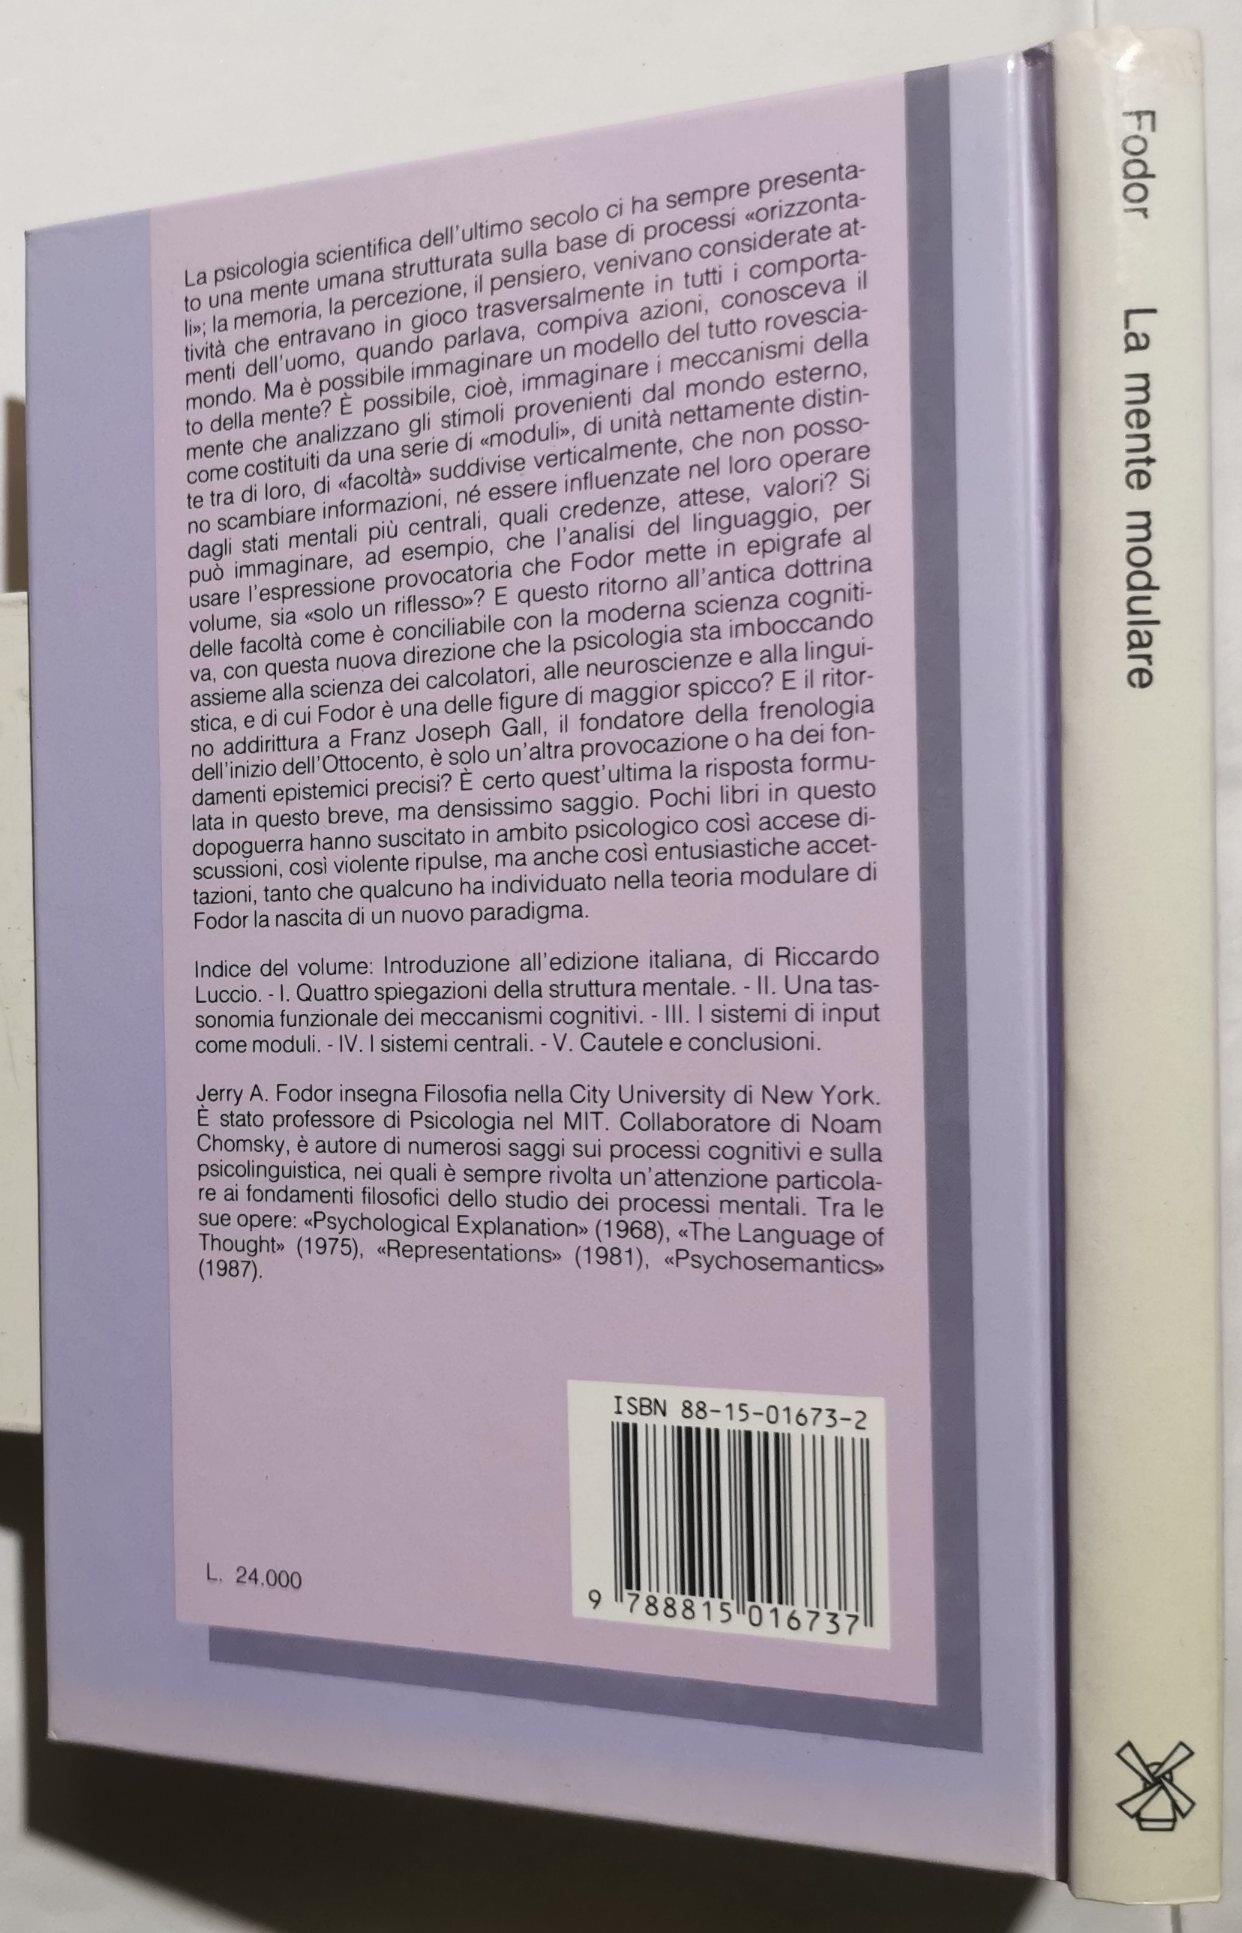 La psicologia scientifica dell'ultimo secolo ci ha sempre presenta-
to una mente umana strutturata sulla base di processi «orizzonta-
li»; la memoria, la percezione, il pensiero, venivano considerate at-
tività che entravano in gioco trasversalmente in tutti i comporta-
menti dell'uomo, quando parlava, compiva azioni, conosceva il
mondo. Ma è possibile immaginare un modello del tutto rovescia-
to della mente? È possibile, cioè, immaginare i meccanismi della
mente che analizzano gli stimoli provenienti dal mondo esterno,
come costituiti da una serie di «moduli», di unità nettamente distin-
te tra di loro, di «facoltà» suddivise verticalmente, che non posso-
no scambiare informazioni, né essere influenzate nel loro operare
dagli stati mentali più centrali, quali credenze, attese, valori? Si
può immaginare, ad esempio, che l'analisi del linguaggio, per
usare l'espressione provocatoria che Fodor mette in epigrafe al
volume, sia «solo un riflesso»? E questo ritorno all'antica dottrina
delle facoltà come è conciliabile con la moderna scienza cogniti-
va, con questa nuova direzione che la psicologia sta imboccando
assieme alla scienza dei calcolatori, alle neuroscienze e alla lingui-
stica, e di cui Fodor è una delle figure di maggior spicco? E il ritor-
no addirittura a Franz Joseph Gall, il fondatore della frenologia
dell'inizio dell'Ottocento, è solo un'altra provocazione o ha dei fon-
damenti epistemici precisi? È certo quest'ultima la risposta formu-
lata in questo breve, ma densissimo saggio. Pochi libri in questo
dopoguerra hanno suscitato in ambito psicologico così accese di-
scussioni, così violente ripulse, ma anche così entusiastiche accet-
tazioni, tanto che qualcuno ha individuato nella teoria modulare di
Fodor la nascita di un nuovo paradigma.
Indice del volume: Introduzione all'edizione italiana, di Riccardo
Luccio. - I. Quattro spiegazioni della struttura mentale. - II. Una tas-
sonomia funzionale dei meccanismi cognitivi. - III. I sistemi di input
come moduli. - IV. I sistemi centrali. - V. Cautele e conclusioni.
Jerry A. Fodor insegna Filosofia nella City University di New York.
È stato professore di Psicologia nel MIT. Collaboratore di Noam
Chomsky, è autore di numerosi saggi sui processi cognitivi e sulla
psicolinguistica, nei quali è sempre rivolta un'attenzione particola-
re ai fondamenti filosofici dello studio dei processi mentali. Tra le
sue opere: «Psychological Explanation» (1968), «The Language of
Thought» (1975), «Representations» (1981), «Psychosemantics»
(1987).
ISBN 88-15-01673-2
9 788815 016737
L. 24.000
Fodor La mente modulare